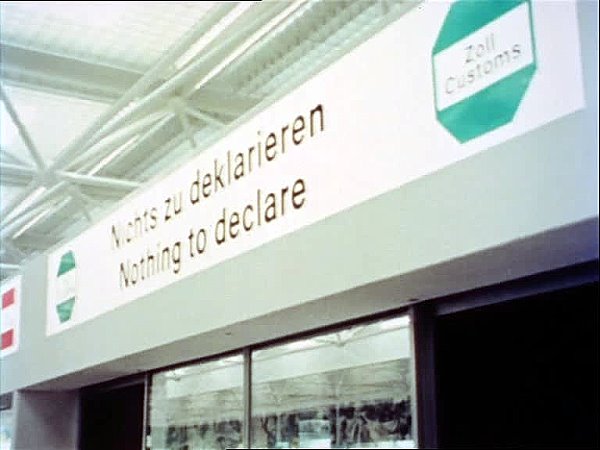 Zoll
Customs
Nichts zu deklarieren
Nothing to declare